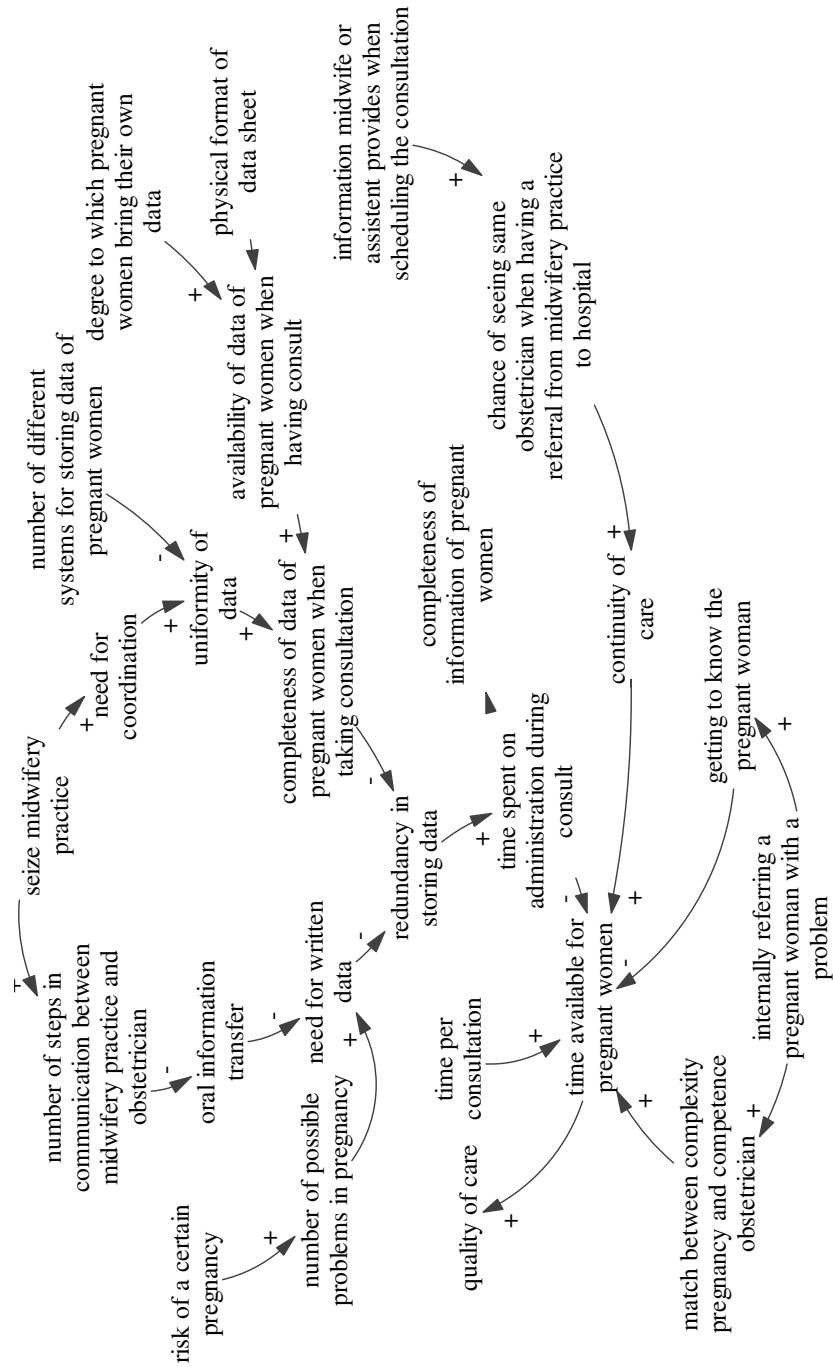 risk of a certain
pregnancy
+
number of possible
problems in pregnancy
+
number of steps in
communication between
midwifery practice and
obstetrician
-
oral information
transfer
-
need for written
data
-
seize midwifery
practice
+
need for
coordination
+
number of different
systems for storing data of
pregnant women
-
uniformity of
data
+
degree to which pregnant
women bring their own
data
+
physical format of
data sheet
availability of data of
pregnant women when
having consult
+
completeness of data of
pregnant women when
taking consultation
-
redundancy in
storing data
+
time spent on
administration during
consult
-
completeness of
information of pregnant
women
information midwife or
assistent provides when
scheduling the consultation
+
chance of seeing same
obstetrician when having a
referral from midwifery practice
to hospital
+
continuity of
care
+
quality of care
+
time per
consultation
+
time available for
pregnant women
-
+
getting to know the
pregnant woman
+
internally referring a
pregnant woman with a
problem
+
match between complexity
pregnancy and competence
obstetrician